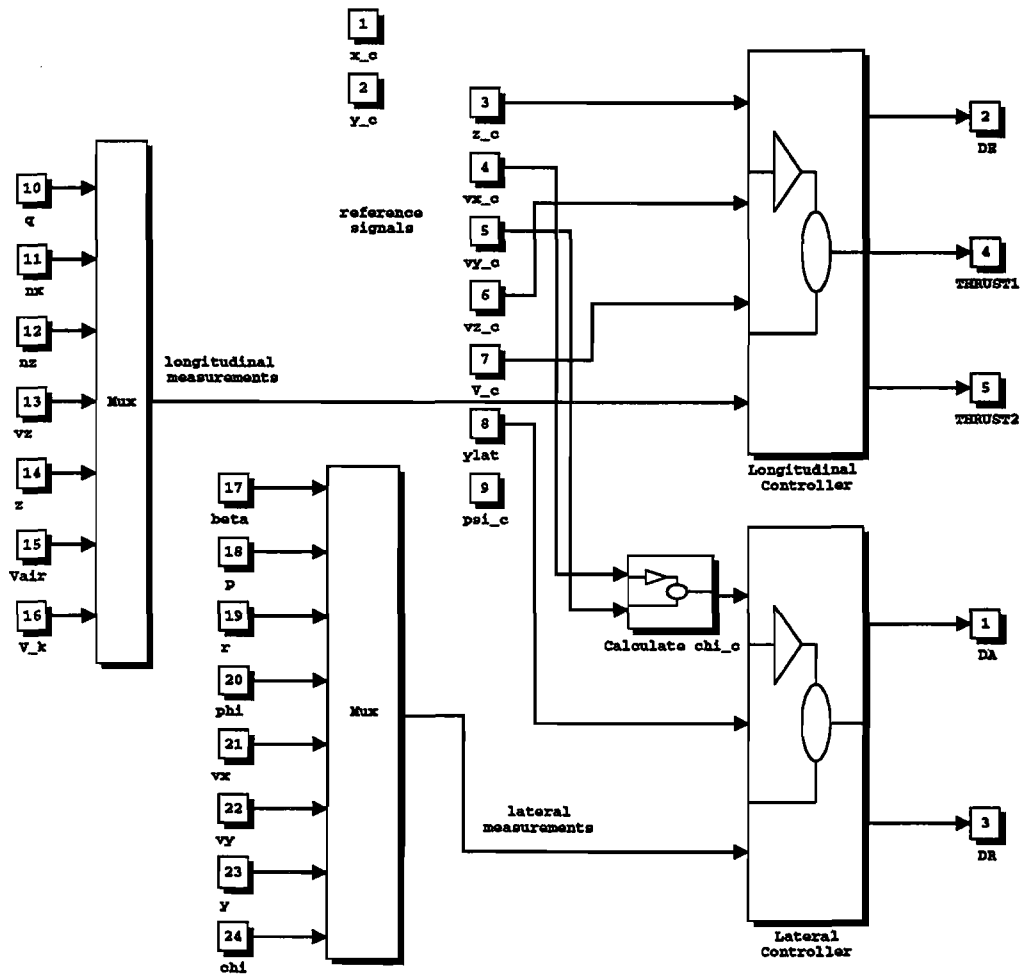 1
x_c
2
y_c
reference
signals
3
z_c
4
vx_c
5
vy_c
6
vz_c
7
V_c
8
ylat
9
psi_c
10
q
11
nx
12
nz
13
vz
14
z
15
Vair
16
V_k
Mux
longitudinal
measurements
17
beta
18
p
19
r
20
phi
21
vx
22
vy
23
y
24
chi
Mux
lateral
measurements
Calculate chi_c
Longitudinal
Controller
2
DE
4
THRUST1
5
THRUST2
Lateral
Controller
1
DA
3
DR